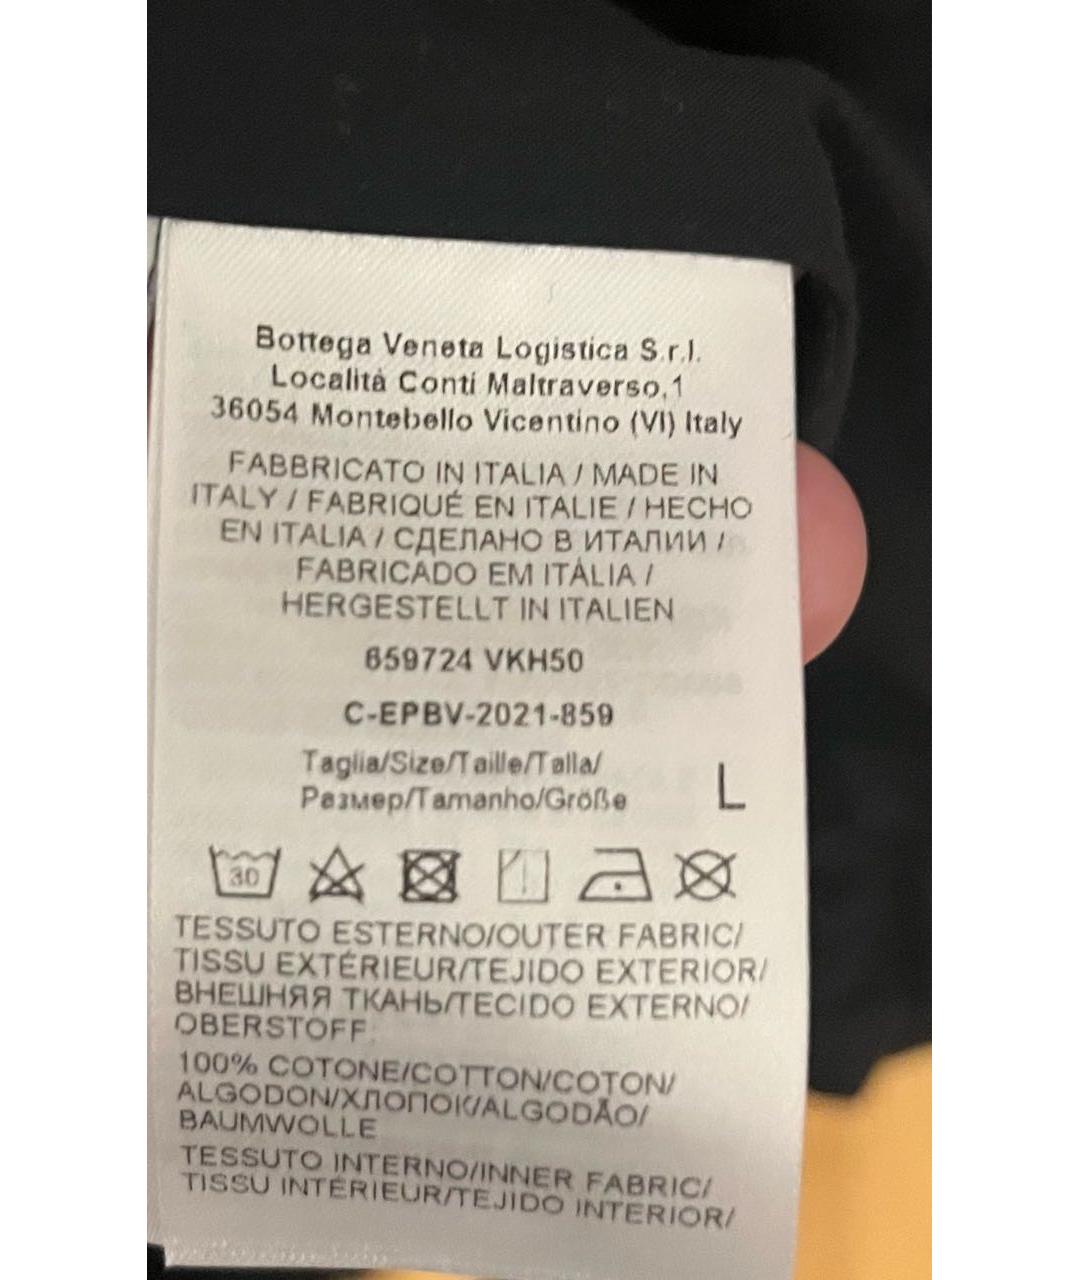 Bottega Veneta Logistica S.r.l.
Località Conti Maltraverso,1
36054 Montebello Vicentino (VI) Italy
FABBRICATO IN ITALIA / MADE IN
ITALY / FABRIQUÉ EN ITALIE / HECHO
EN ITALIA / СДЕЛАНО В ИТАЛИИ /
FABRICADO EM ITÁLIA /
HERGESTELLT IN ITALIEN
659724 VKH50
C-EPBV-2021-859
Taglia/Size/Taille/Talla/
Размер/Tamanho/Größe L
30
TESSUTO ESTERNO/OUTER FABRIC/
TISSU EXTÉRIEUR/TEJIDO EXTERIOR/
ВНЕШНЯЯ ТКАНЬ/TECIDO EXTERNO/
OBERSTOFF:
100% COTONE/COTTON/COTON/
ALGODON/ХЛОПОК/ALGODÃO/
BAUMWOLLE
TESSUTO INTERNO/INNER FABRIC/
TISSU INTÉRIEUR/TEJIDO INTERIOR/